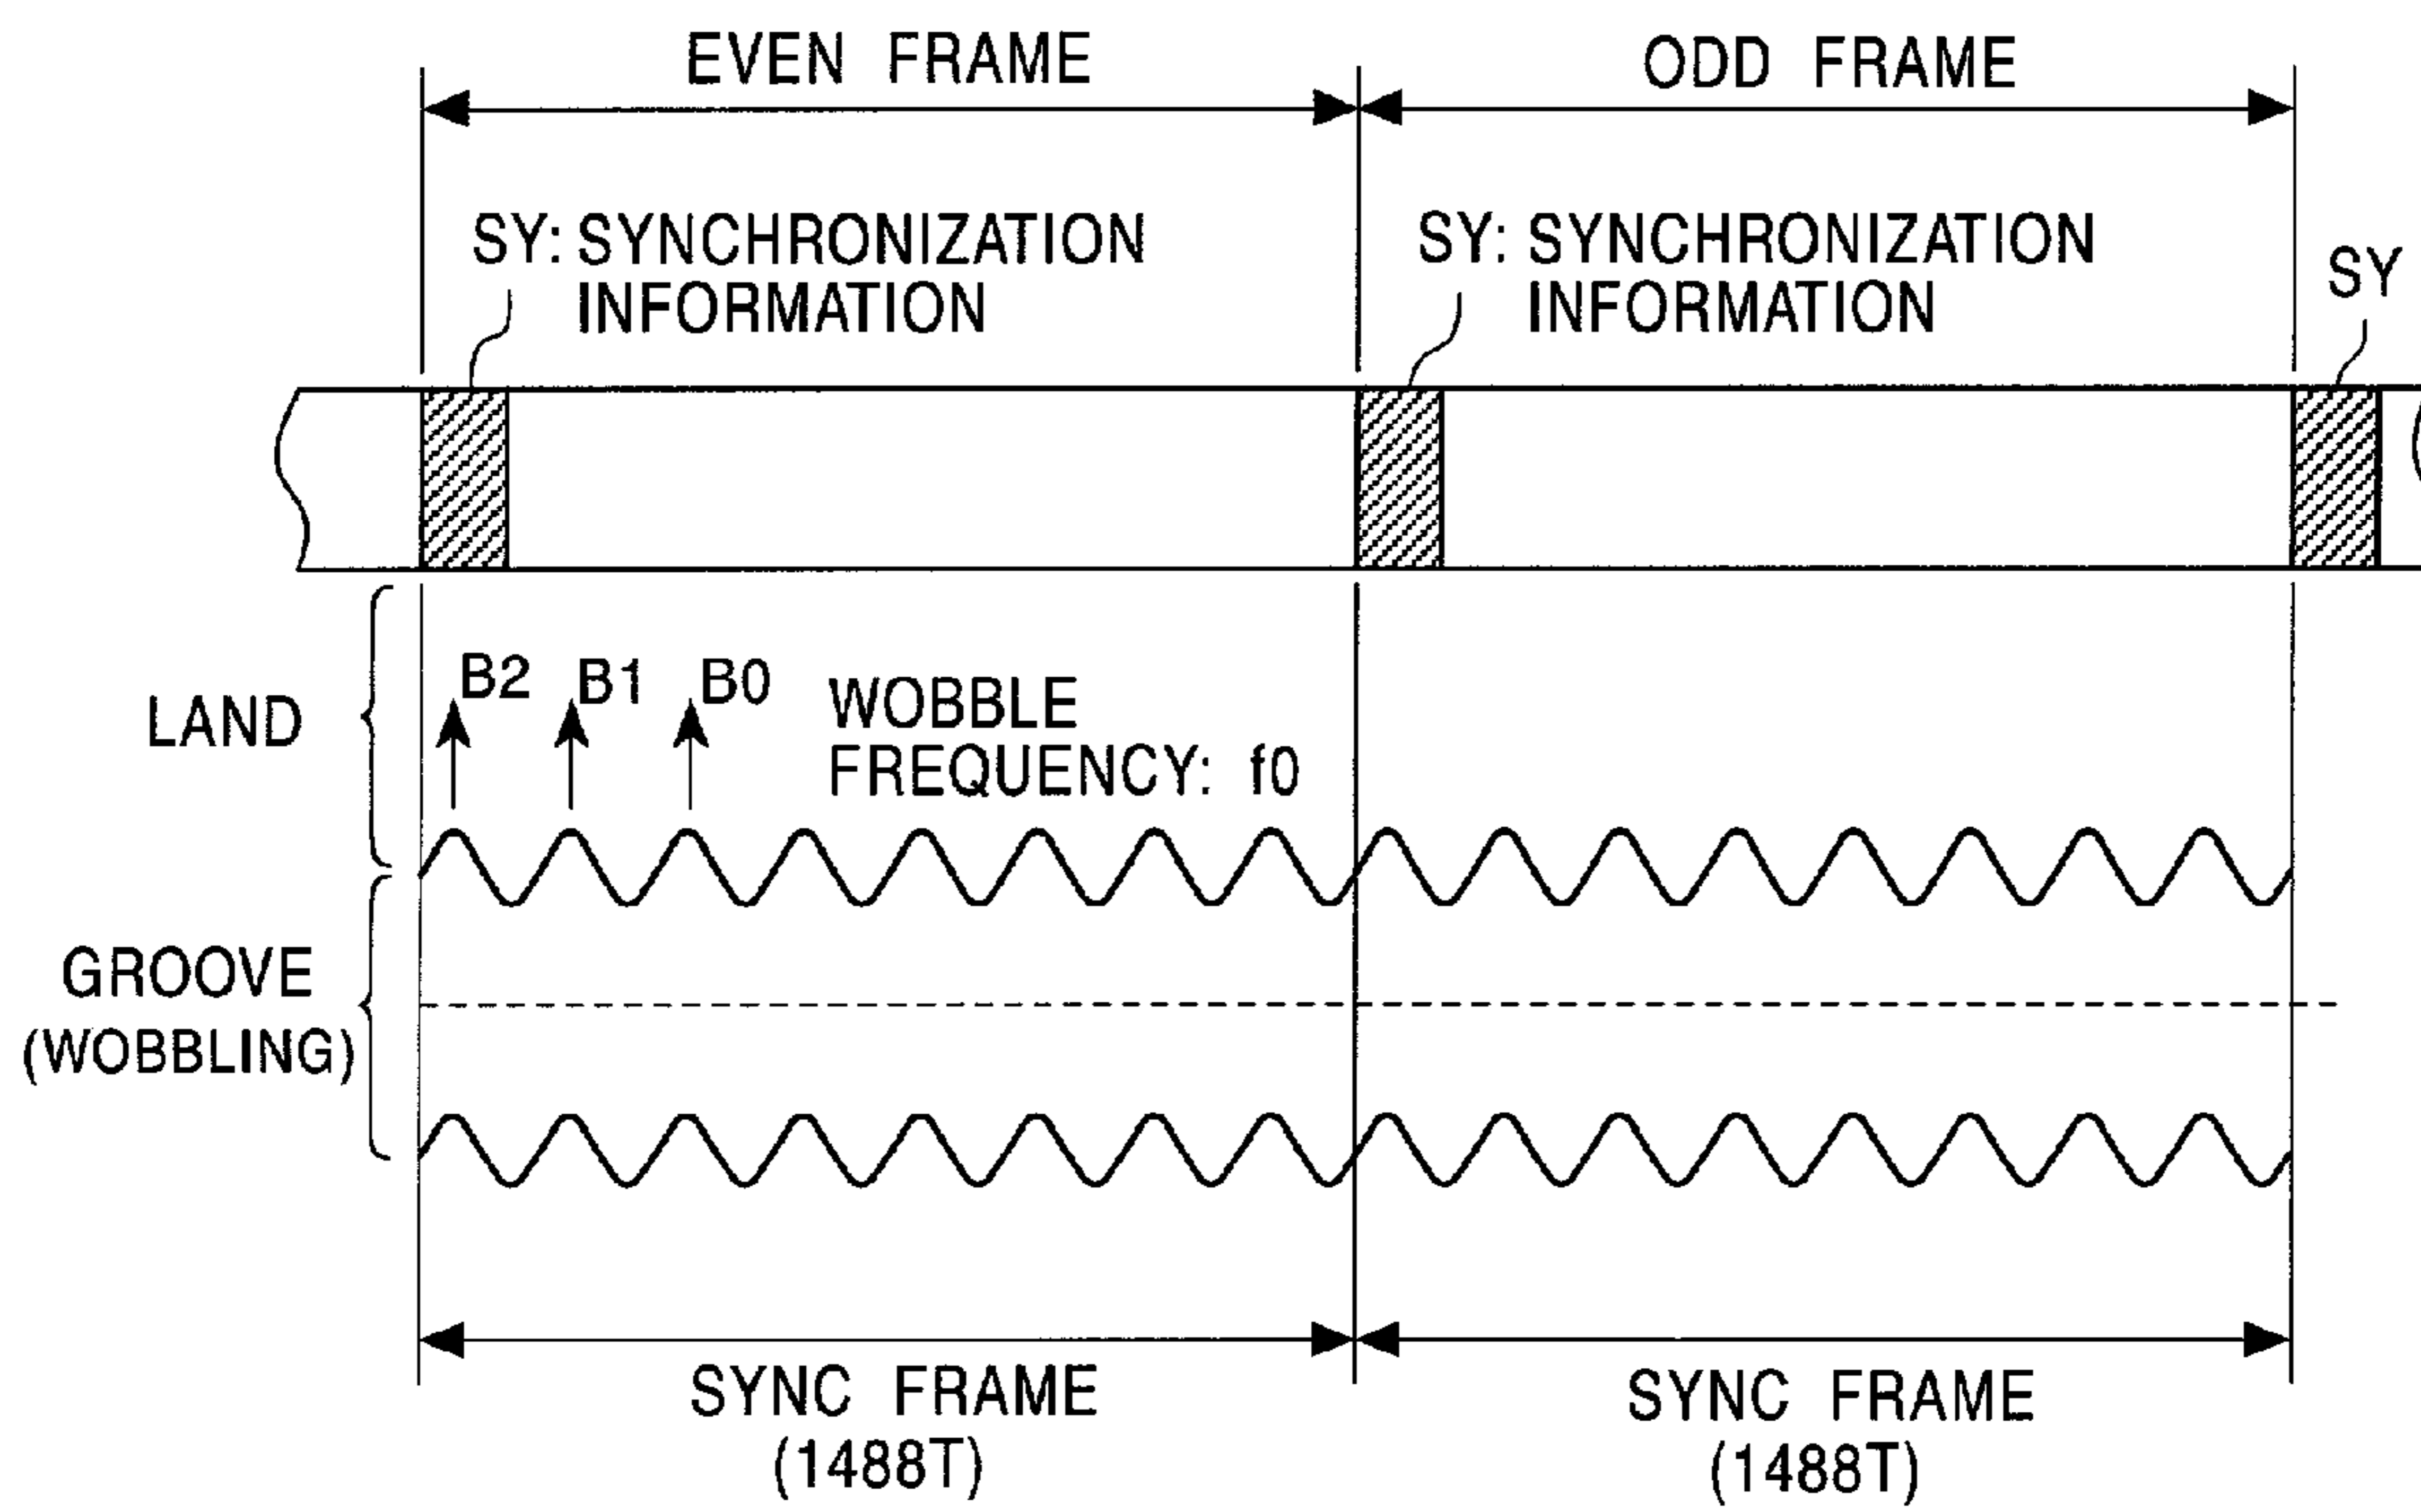 EVEN FRAME
ODD FRAME
SY: SYNCHRONIZATION
INFORMATION
SY: SYNCHRONIZATION
INFORMATION
SY
LAND
B2
B1
B0
WOBBLE
FREQUENCY: f0
GROOVE
(WOBBLING)
SYNC FRAME
(1488T)
SYNC FRAME
(1488T)